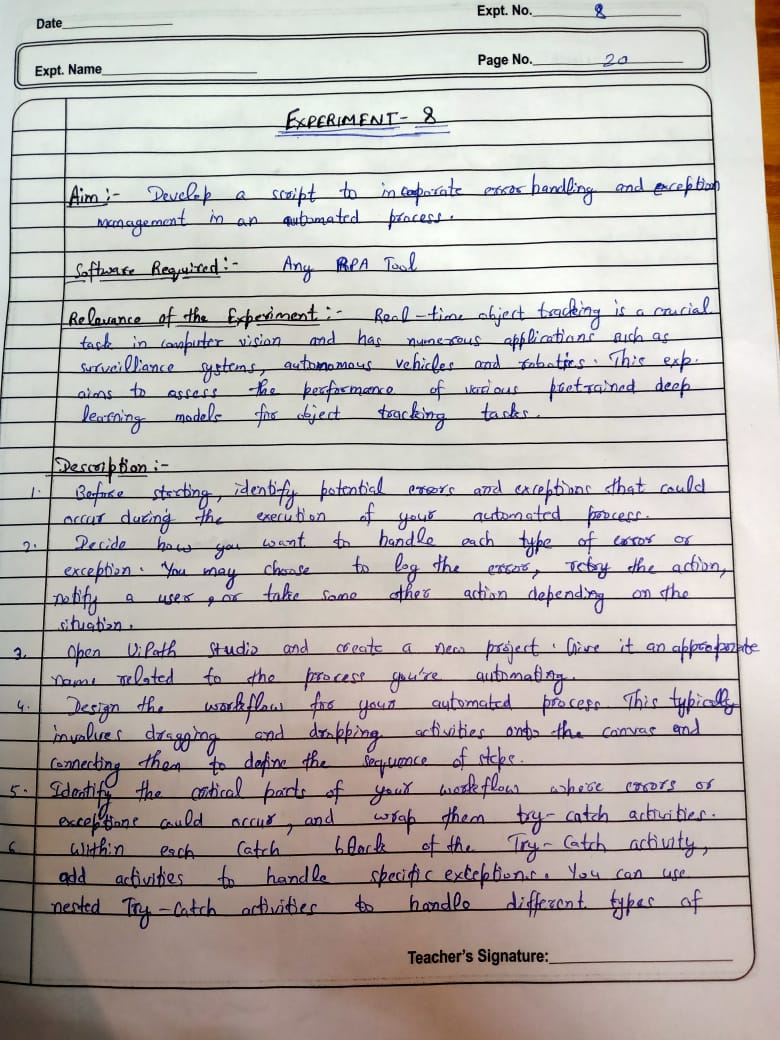 Date
Expt. No. 8
Expt. Name
Page No. 20
EXPERIMENT- 8
Aim :- Develop a script to incoporate error handling and exception
management in an automated process.
Software Required :- Any RPA Tool
Relevance of the Experiment :- Real-time object tracking is a crucial
task in computer vision and has numerous applications such as
surveilliance systems, autonomous vehicles and robotics. This exp.
aims to assess the performance of various pretrained deep
learning models for object tracking tasks.
Description :-
1. Before starting, identify potential errors and exceptions that could
occur during the execution of your automated process.
2. Decide how you want to handle each type of error or
exception. You may choose to log the error, retry the action,
notify a user, or take some other action depending on the
situation.
3. Open UiPath Studio and create a new project. Give it an appropriate
name related to the process you're automating.
4. Design the workflow for your automated process. This typically
involves dragging and dropping activities onto the canvas and
connecting them to define the sequence of steps.
5. Identify the critical parts of your workflow where errors or
exceptions could occur, and wrap them try-catch activities.
6. Within each Catch block of the Try-Catch activity,
add activities to handle specific exceptions. You can use
nested Try-Catch activities to handle different types of
Teacher's Signature: